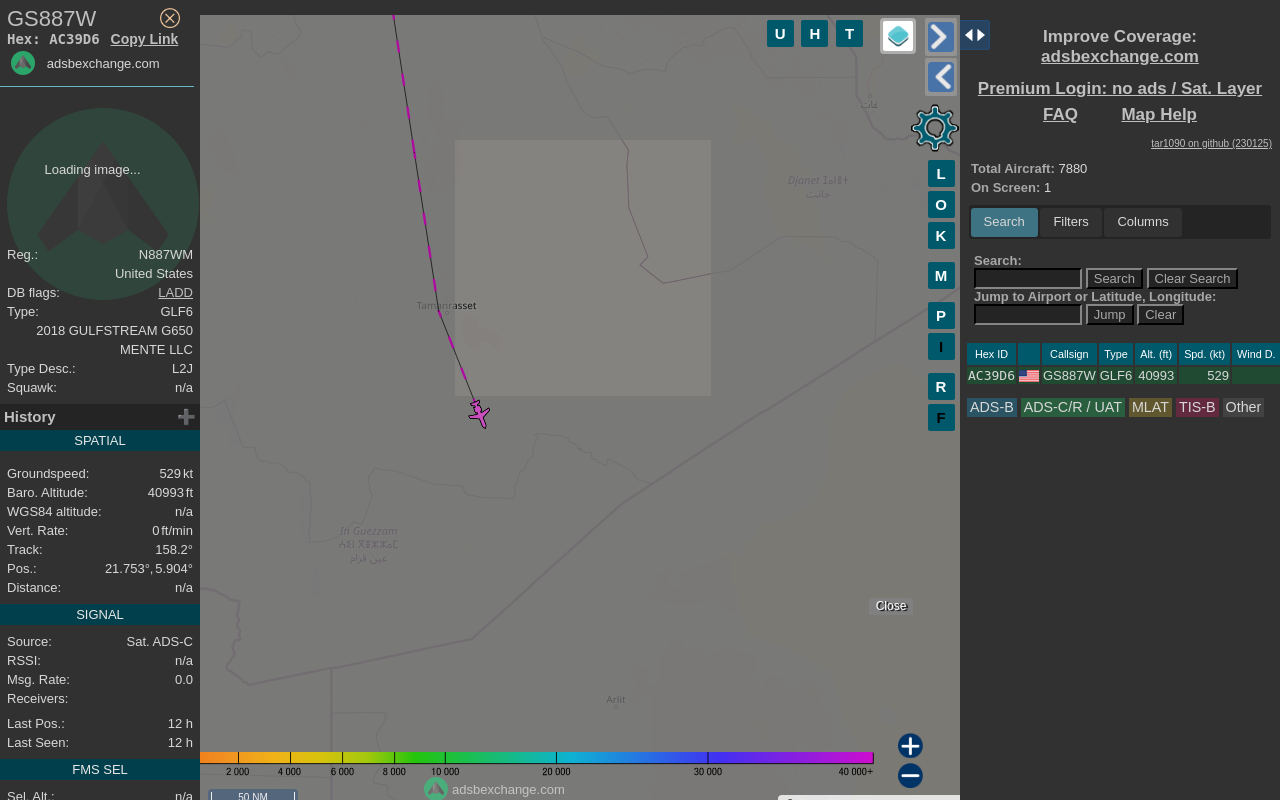 GS887W
Hex: AC39D6 Copy Link
adsbexchange.com
Loading image...
Reg.: N887WM
United States
DB flags: LADD
Type: GLF6
2018 GULFSTREAM G650
MENTE LLC
Type Desc.: L2J
Squawk: n/a
History
SPATIAL
Groundspeed: 529 kt
Baro. Altitude: 40993 ft
WGS84 altitude: n/a
Vert. Rate: 0 ft/min
Track: 158.2°
Pos.: 21.753°, 5.904°
Distance: n/a
SIGNAL
Source: Sat. ADS-C
RSSI: n/a
Msg. Rate: 0.0
Receivers:
Last Pos.: 12 h
Last Seen: 12 h
FMS SEL
Sel. Alt.: n/a
U H T
Djanet
جانت
Tamanrasset
In Guezzam
عين قزام
Arlit
L
O
K
M
P
I
R
F
Close
2 000 4 000 6 000 8 000 10 000 20 000 30 000 40 000+
adsbexchange.com
50 NM
Improve Coverage:
adsbexchange.com
Premium Login: no ads / Sat. Layer
FAQ Map Help
tar1090 on github (230125)
Total Aircraft: 7880
On Screen: 1
Search Filters Columns
Search:
Search Clear Search
Jump to Airport or Latitude, Longitude:
Jump Clear
Hex ID Callsign Type Alt. (ft) Spd. (kt) Wind D.
AC39D6 GS887W GLF6 40993 529
ADS-B ADS-C/R / UAT MLAT TIS-B Other